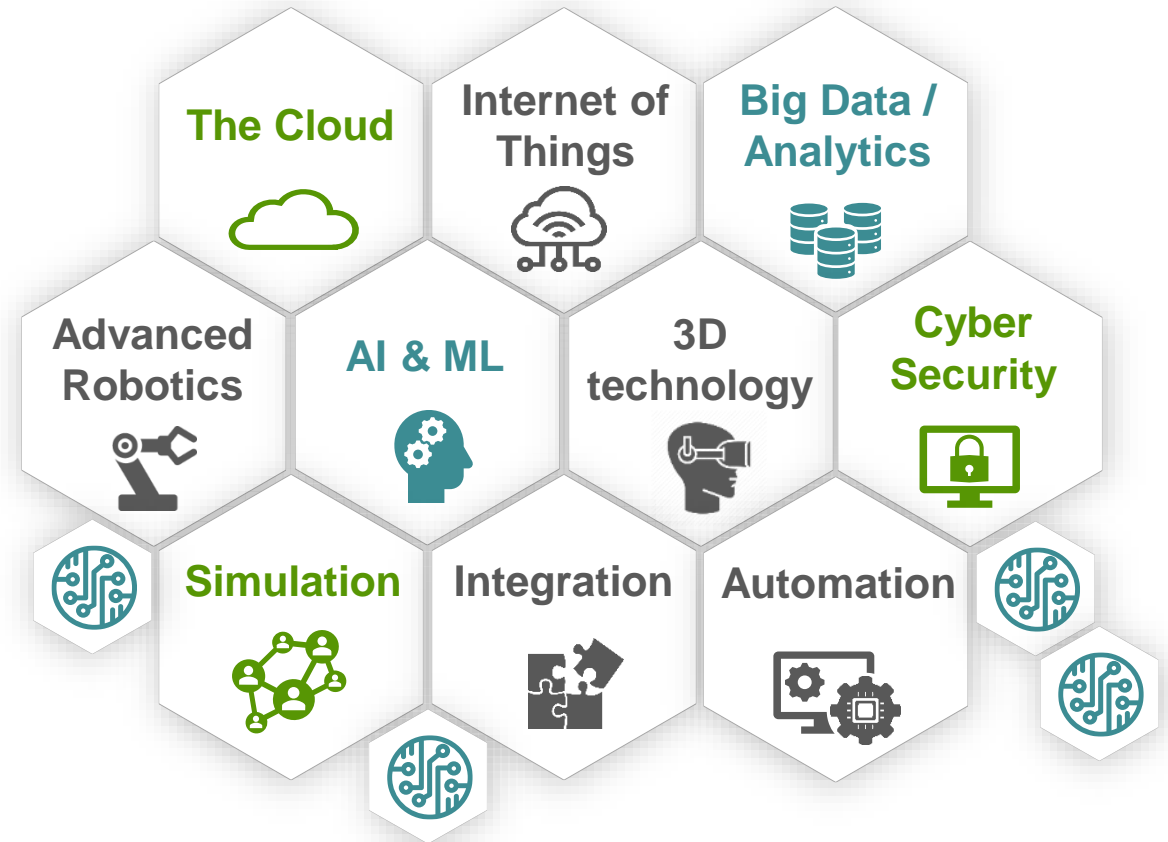 The Cloud
Internet of
Things
Big Data /
Analytics
Advanced
Robotics
AI & ML
3D
technology
Cyber
Security
Simulation
Integration
Automation